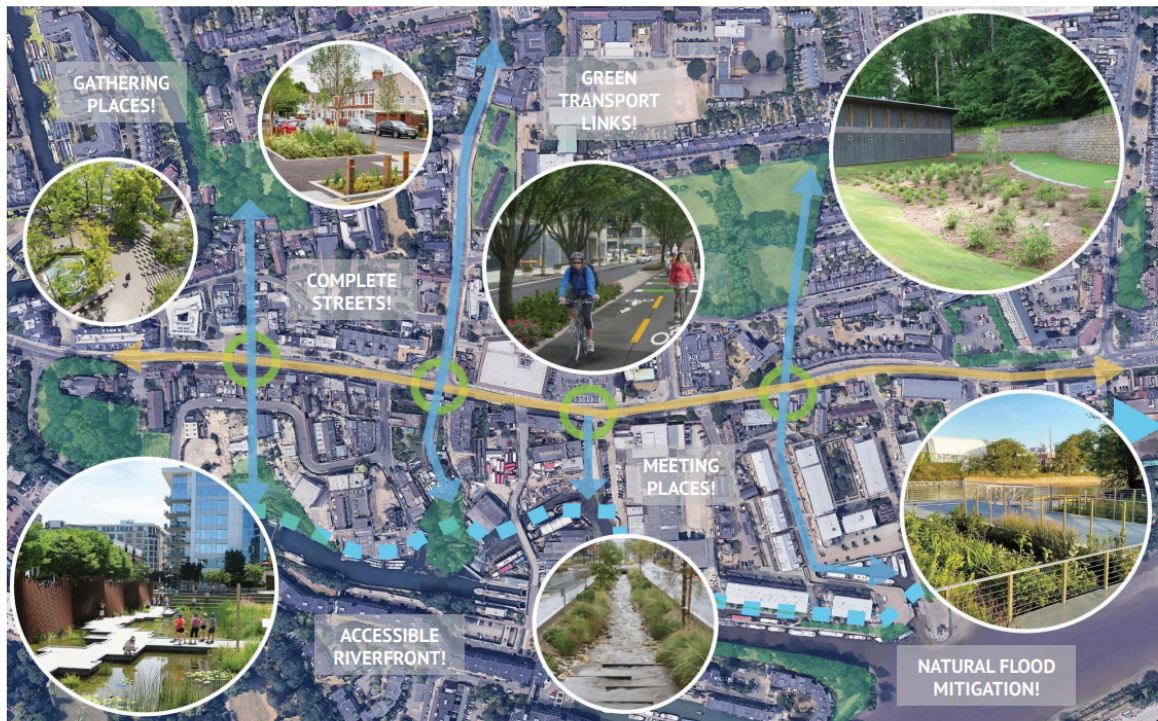 GATHERING
PLACES!
GREEN
TRANSPORT
LINKS!
COMPLETE
STREETS!
MEETING
PLACES!
ACCESSIBLE
RIVERFRONT!
NATURAL FLOOD
MITIGATION!